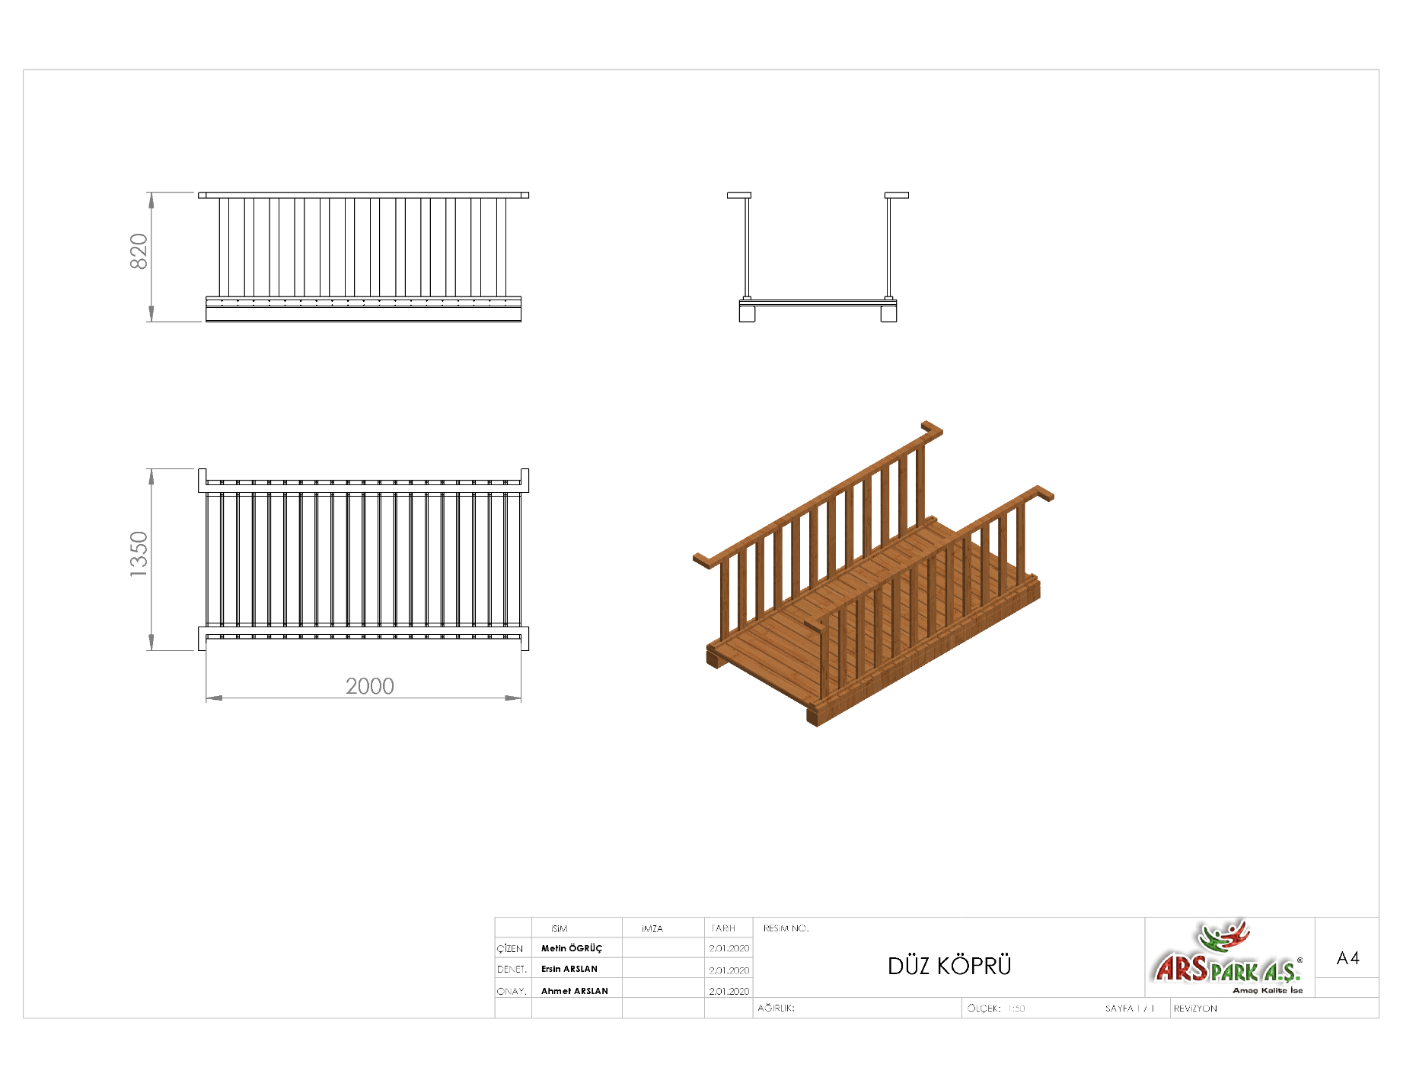 820
1350
2000
İSİM
İMZA
TARİH
RESİM NO.
ÇİZEN
Metin ÖGRÜÇ
2.01.2020
DENET.
Ersin ARSLAN
2.01.2020
ONAY.
Ahmet ARSLAN
2.01.2020
DÜZ KÖPRÜ
ARSPARK A.Ş.®
Amaç Kalite İse
A4
AĞIRLIK:
ÖLÇEK: 1:50
SAYFA 1 / 1
REVİZYON